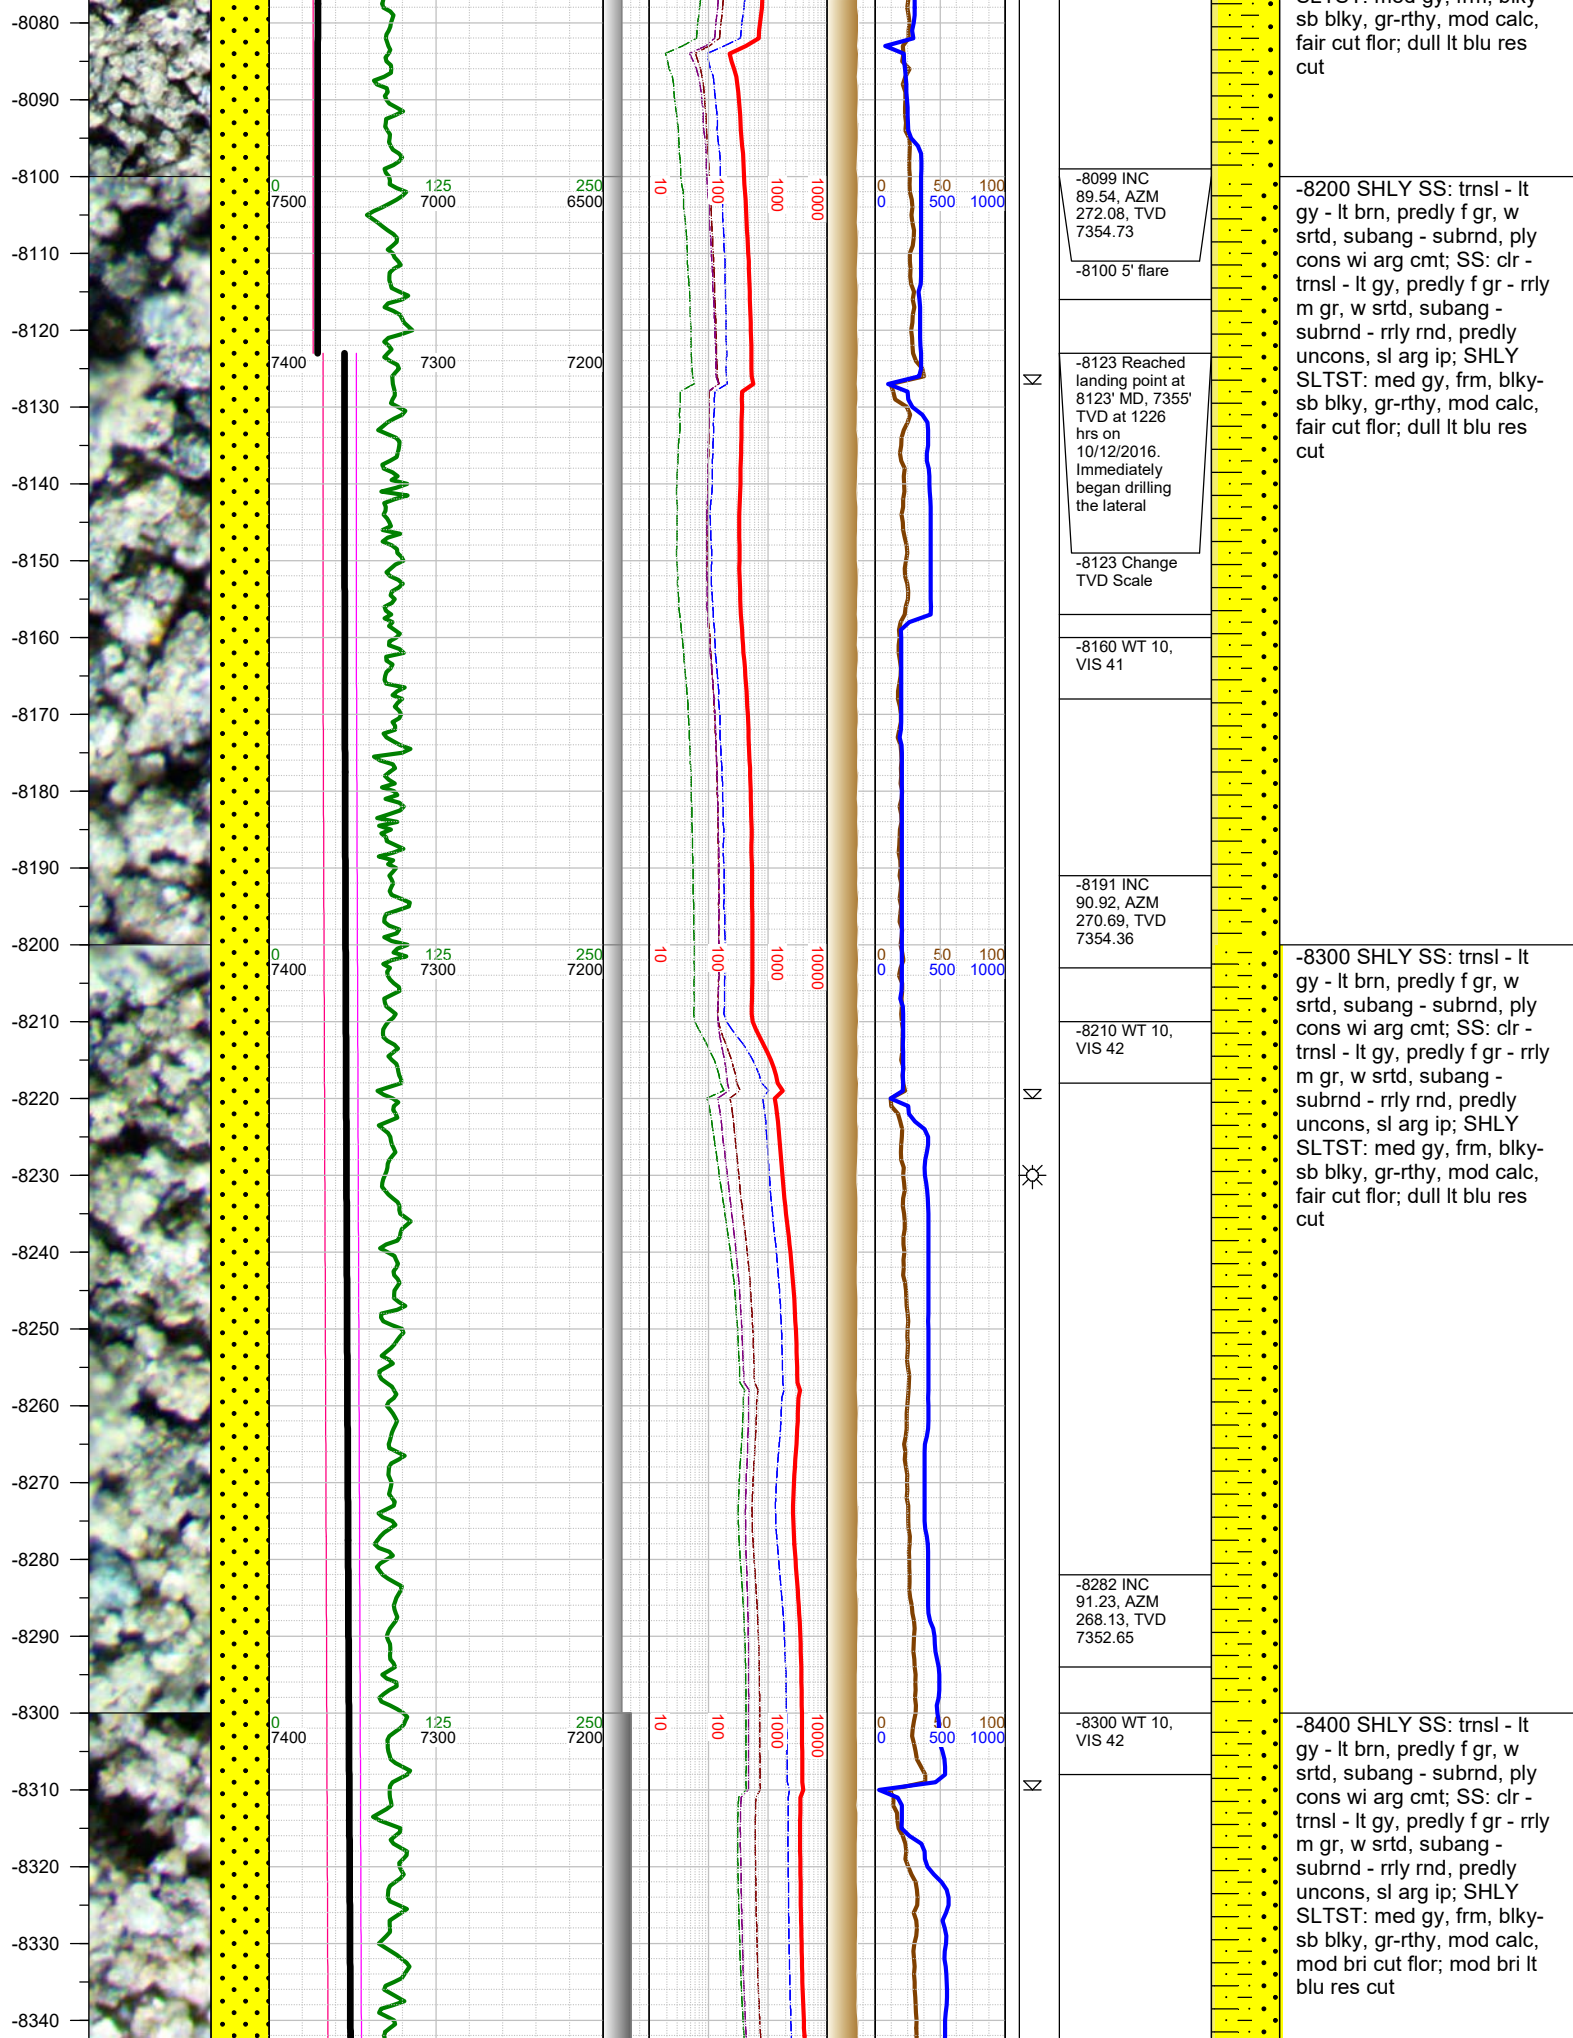 SLTST: med gy, frm, blky-
sb blky, gr-rthy, mod calc,
fair cut flor; dull lt blu res
cut
-8080
-8090
-8100
0 125 250
7500 7000 6500
10 100 1000 10000
0 50 100
0 500 1000
-8099 INC
89.54, AZM
272.08, TVD
7354.73
-8100 5' flare
-8200 SHLY SS: trnsl - lt
gy - lt brn, predly f gr, w
srtd, subang - subrnd, ply
cons wi arg cmt; SS: clr -
trnsl - lt gy, predly f gr - rrly
m gr, w srtd, subang -
subrnd - rrly rnd, predly
uncons, sl arg ip; SHLY
SLTST: med gy, frm, blky-
sb blky, gr-rthy, mod calc,
fair cut flor; dull lt blu res
cut
-8110
-8120
7400 7300 7200
-8123 Reached
landing point at
8123' MD, 7355'
TVD at 1226
hrs on
10/12/2016.
Immediately
began drilling
the lateral
-8123 Change
TVD Scale
-8130
-8140
-8150
-8160
-8160 WT 10,
VIS 41
-8170
-8180
-8190
-8191 INC
90.92, AZM
270.69, TVD
7354.36
-8200
0 125 250
7400 7300 7200
10 100 1000 10000
0 50 100
0 500 1000
-8300 SHLY SS: trnsl - lt
gy - lt brn, predly f gr, w
srtd, subang - subrnd, ply
cons wi arg cmt; SS: clr -
trnsl - lt gy, predly f gr - rrly
m gr, w srtd, subang -
subrnd - rrly rnd, predly
uncons, sl arg ip; SHLY
SLTST: med gy, frm, blky-
sb blky, gr-rthy, mod calc,
fair cut flor; dull lt blu res
cut
-8210
-8210 WT 10,
VIS 42
-8220
-8230
-8240
-8250
-8260
-8270
-8280
-8282 INC
91.23, AZM
268.13, TVD
7352.65
-8290
-8300
0 125 250
7400 7300 7200
10 100 1000 10000
0 50 100
0 500 1000
-8300 WT 10,
VIS 42
-8400 SHLY SS: trnsl - lt
gy - lt brn, predly f gr, w
srtd, subang - subrnd, ply
cons wi arg cmt; SS: clr -
trnsl - lt gy, predly f gr - rrly
m gr, w srtd, subang -
subrnd - rrly rnd, predly
uncons, sl arg ip; SHLY
SLTST: med gy, frm, blky-
sb blky, gr-rthy, mod calc,
mod bri cut flor; mod bri lt
blu res cut
-8310
-8320
-8330
-8340